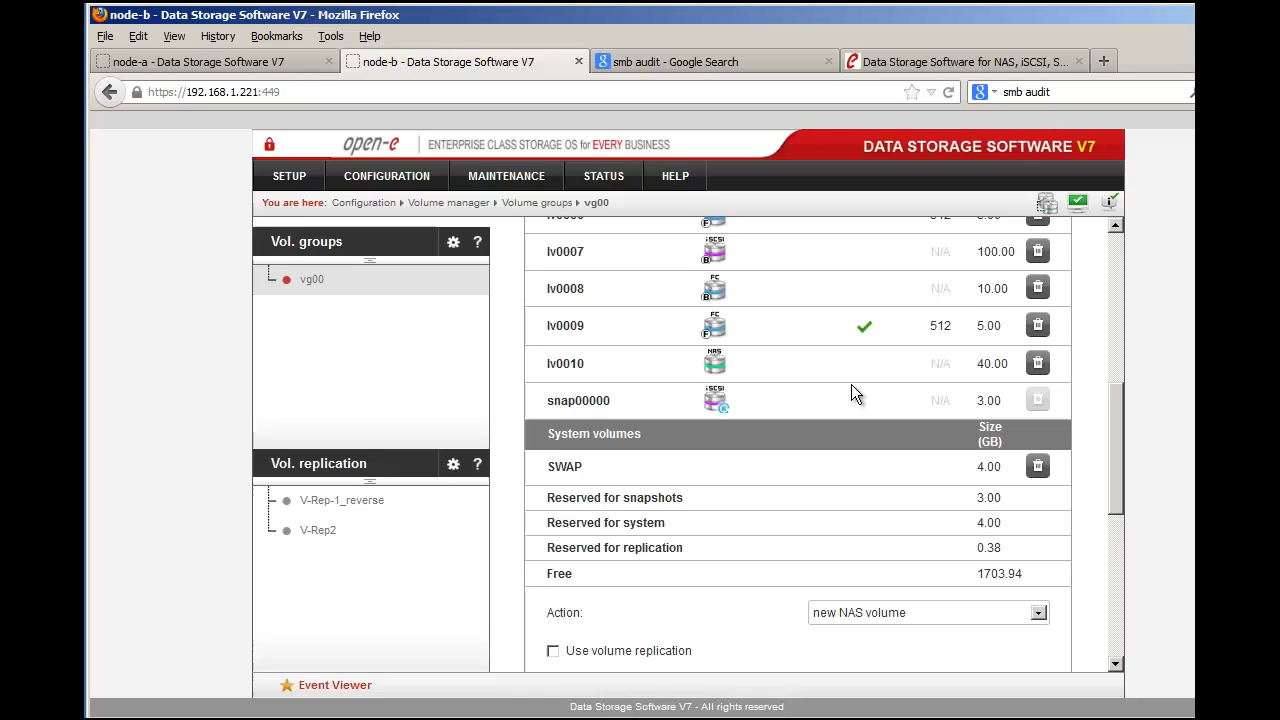 node-b - Data Storage Software V7 - Mozilla Firefox
File Edit View History Bookmarks Tools Help
node-a - Data Storage Software V7 × node-b - Data Storage Software V7 × smb audit - Google Search × Data Storage Software for NAS, iSCSI, S... × +
https://192.168.1.221:449 smb audit
open-e ENTERPRISE CLASS STORAGE OS for EVERY BUSINESS DATA STORAGE SOFTWARE V7
SETUP CONFIGURATION MAINTENANCE STATUS HELP
You are here: Configuration Volume manager Volume groups vg00
Vol. groups ?
vg00
Vol. replication ?
V-Rep-1_reverse
V-Rep2
lv0007 iSCSI B N/A 100.00
lv0008 FC B N/A 10.00
lv0009 FC F 512 5.00
lv0010 NAS N/A 40.00
snap00000 iSCSI N/A 3.00
System volumes Size (GB)
SWAP 4.00
Reserved for snapshots 3.00
Reserved for system 4.00
Reserved for replication 0.38
Free 1703.94
Action: new NAS volume
Use volume replication
Event Viewer
Data Storage Software V7 - All rights reserved